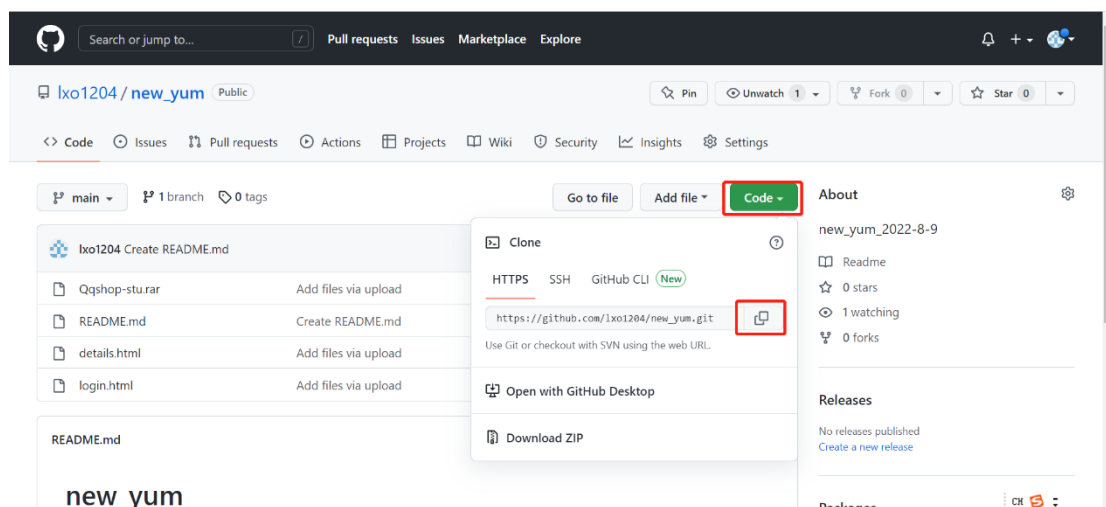 Search or jump to... / Pull requests Issues Marketplace Explore
lxo1204 / new_yum Public Pin Unwatch 1 Fork 0 Star 0
Code Issues Pull requests Actions Projects Wiki Security Insights Settings
main 1 branch 0 tags Go to file Add file Code
lxo1204 Create README.md
Qqshop-stu.rar Add files via upload
README.md Create README.md
details.html Add files via upload
login.html Add files via upload
README.md
new_yum
Clone
HTTPS SSH GitHub CLI New
https://github.com/lxo1204/new_yum.git
Use Git or checkout with SVN using the web URL.
Open with GitHub Desktop
Download ZIP
About
new_yum_2022-8-9
Readme
0 stars
1 watching
0 forks
Releases
No releases published
Create a new release
Packages
CH S